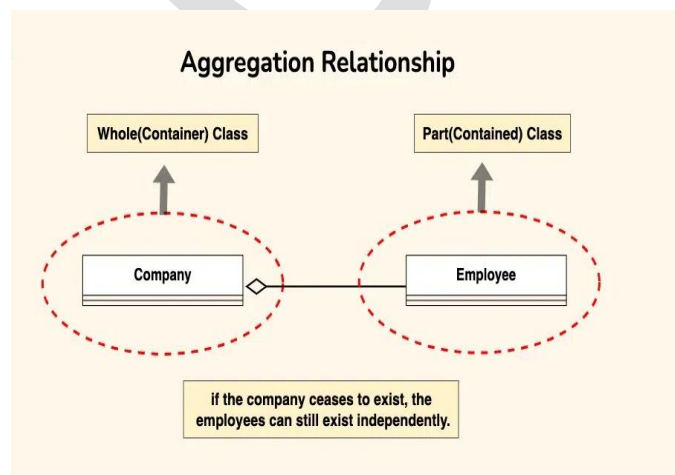 Aggregation Relationship
Whole(Container) Class
Part(Contained) Class
Company
Employee
if the company ceases to exist, the
employees can still exist independently.